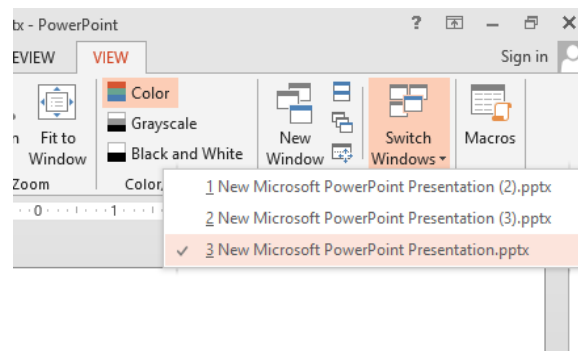 tx - PowerPoint ?
EVIEW VIEW Sign in
Color
Grayscale
Black and White
Fit to
Window
New
Window
Switch
Windows
Macros
Zoom Color
0 1
1 New Microsoft PowerPoint Presentation (2).pptx
2 New Microsoft PowerPoint Presentation (3).pptx
3 New Microsoft PowerPoint Presentation.pptx